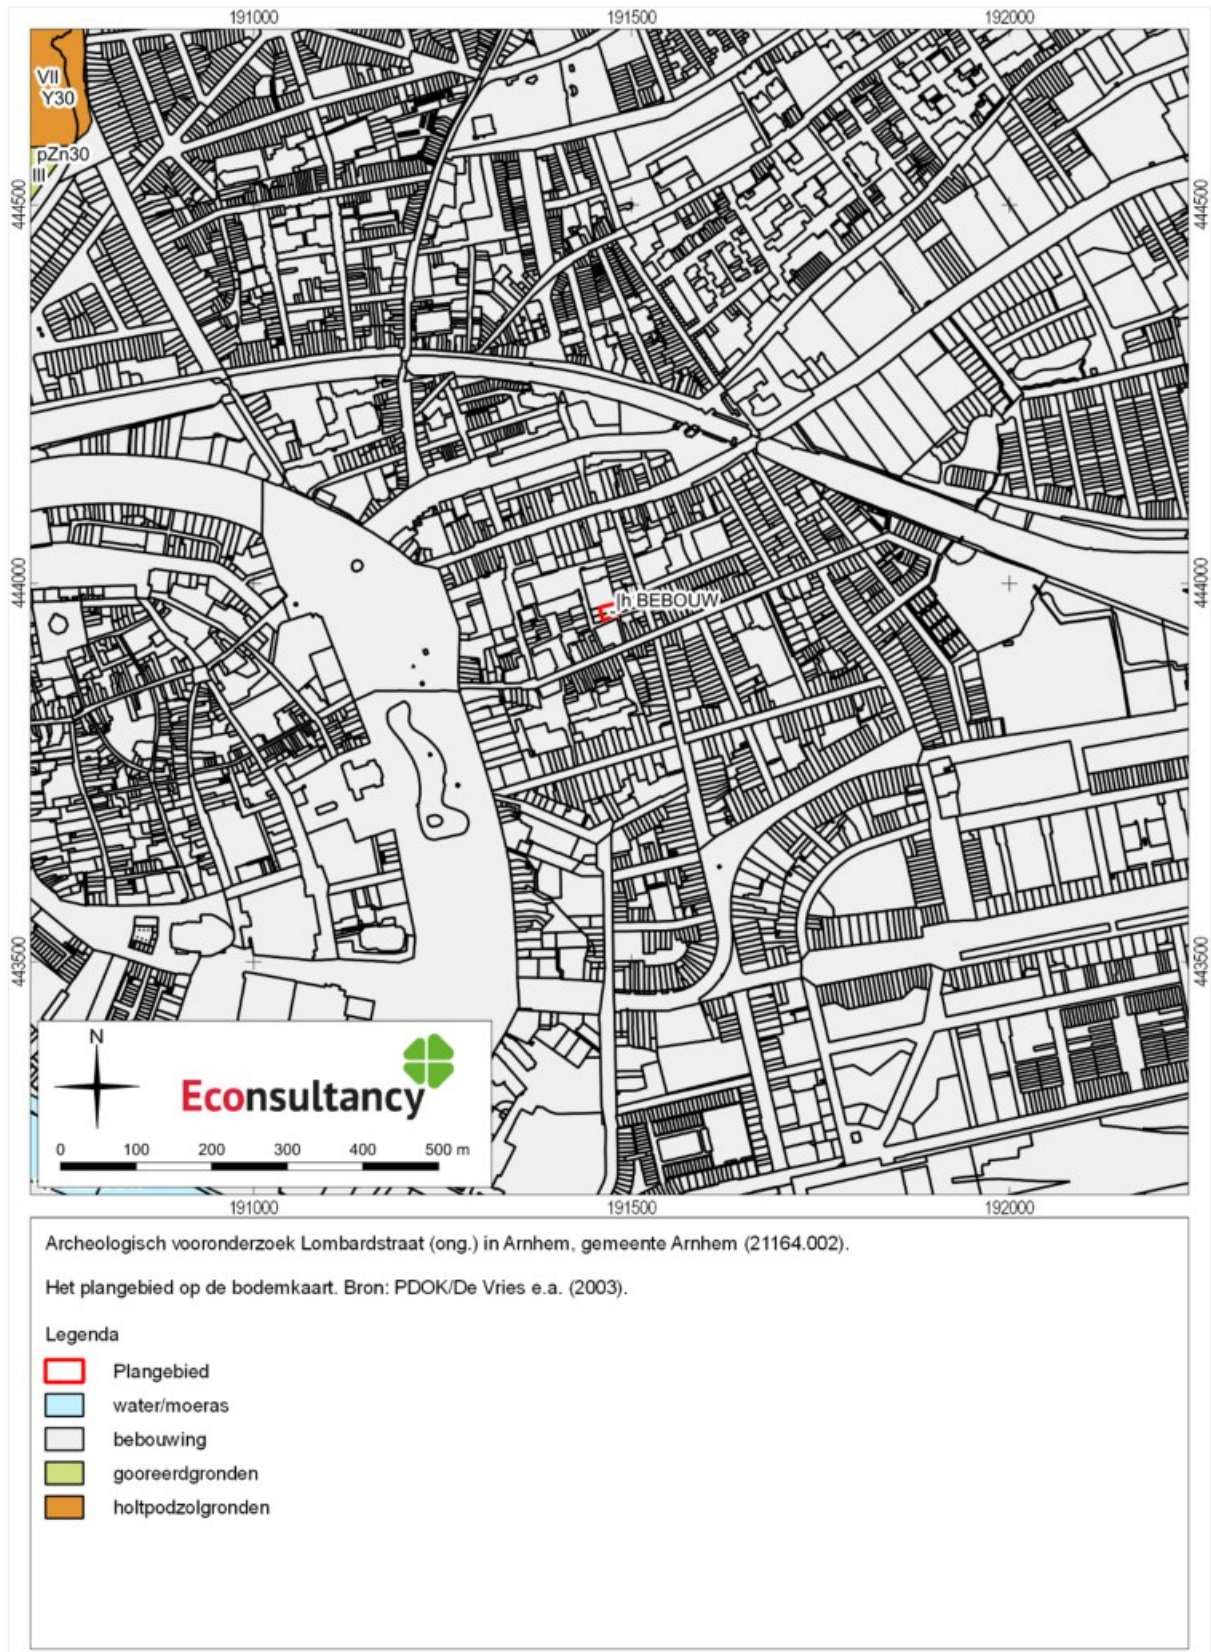 191000 191500 192000
VII
Y30
pZn30
III
444500 444500
444000 444000
|h BEBOUW
443500 443500
N
Econsultancy
0 100 200 300 400 500 m
191000 191500 192000
Archeologisch vooronderzoek Lombardstraat (ong.) in Arnhem, gemeente Arnhem (21164.002).
Het plangebied op de bodemkaart. Bron: PDOK/De Vries e.a. (2003).
Legenda
Plangebied
water/moeras
bebouwing
gooreerdgronden
holtpodzolgronden